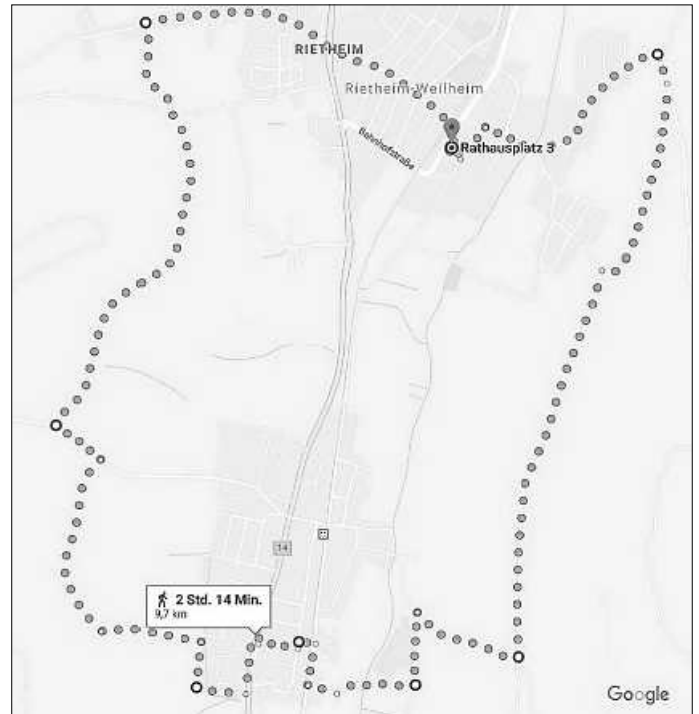 RIETHEIM
Rietheim-Weilheim
Bahnhofstraße
Rathausplatz 3
14
2 Std. 14 Min.
9,7 km
Google